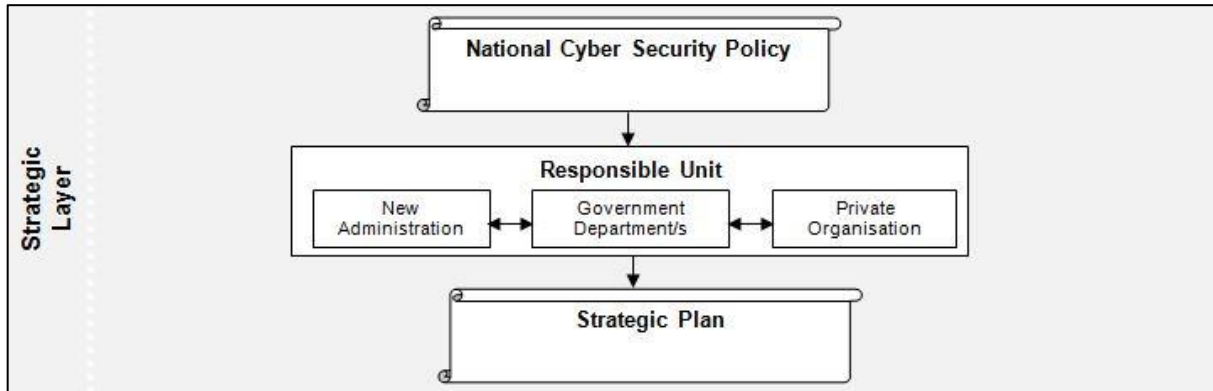 Strategic
Layer
National Cyber Security Policy
Responsible Unit
New
Administration
Government
Department/s
Private
Organisation
Strategic Plan